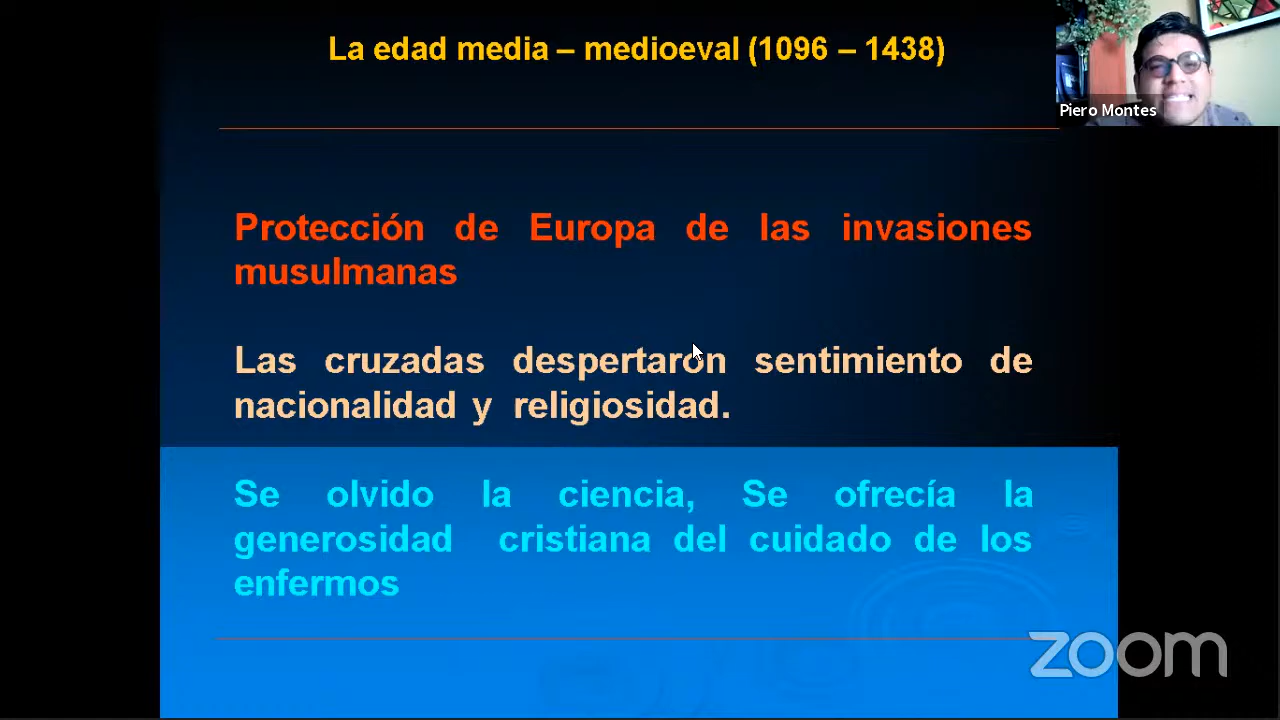 La edad media – medioeval (1096 – 1438)
Piero Montes
Protección de Europa de las invasiones
musulmanas
Las cruzadas despertaron sentimiento de
nacionalidad y religiosidad.
Se olvido la ciencia, Se ofrecía la
generosidad cristiana del cuidado de los
enfermos
zoom